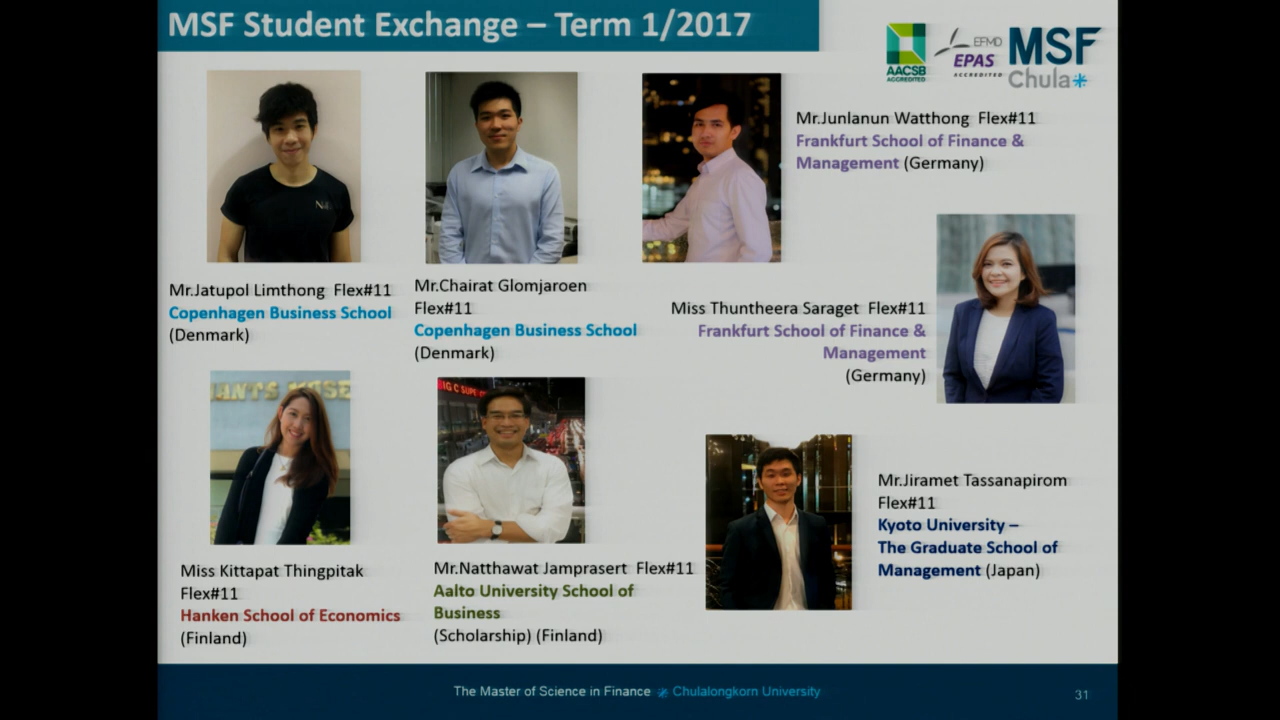 MSF Student Exchange – Term 1/2017
AACSB
ACCREDITED
EFMD
EPAS
ACCREDITED
MSF
Chula
Mr.Junlanun Watthong Flex#11
Frankfurt School of Finance &
Management (Germany)
Mr.Jatupol Limthong Flex#11
Copenhagen Business School
(Denmark)
Mr.Chairat Glomjaroen
Flex#11
Copenhagen Business School
(Denmark)
Miss Thuntheera Saraget Flex#11
Frankfurt School of Finance &
Management
(Germany)
Miss Kittapat Thingpitak
Flex#11
Hanken School of Economics
(Finland)
IG C SUPE
Mr.Natthawat Jamprasert Flex#11
Aalto University School of
Business
(Scholarship) (Finland)
Mr.Jiramet Tassanapirom
Flex#11
Kyoto University –
The Graduate School of
Management (Japan)
The Master of Science in Finance Chulalongkorn University
31